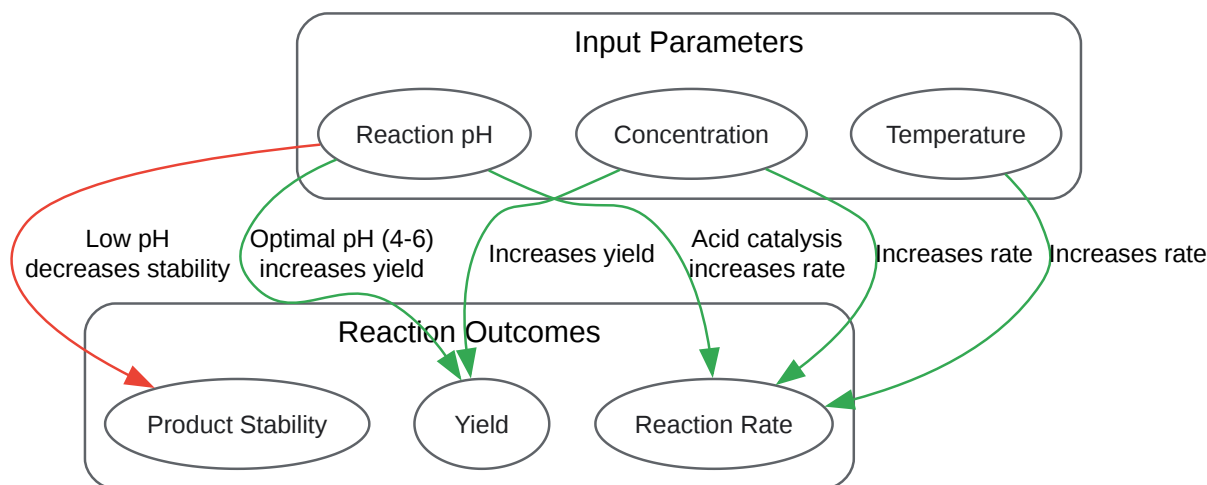 Input Parameters
Reaction pH
Concentration
Temperature
Low pH
decreases stability
Optimal pH (4-6)
increases yield
Increases yield
Acid catalysis
increases rate
Increases rate
Increases rate
Reaction Outcomes
Product Stability
Yield
Reaction Rate